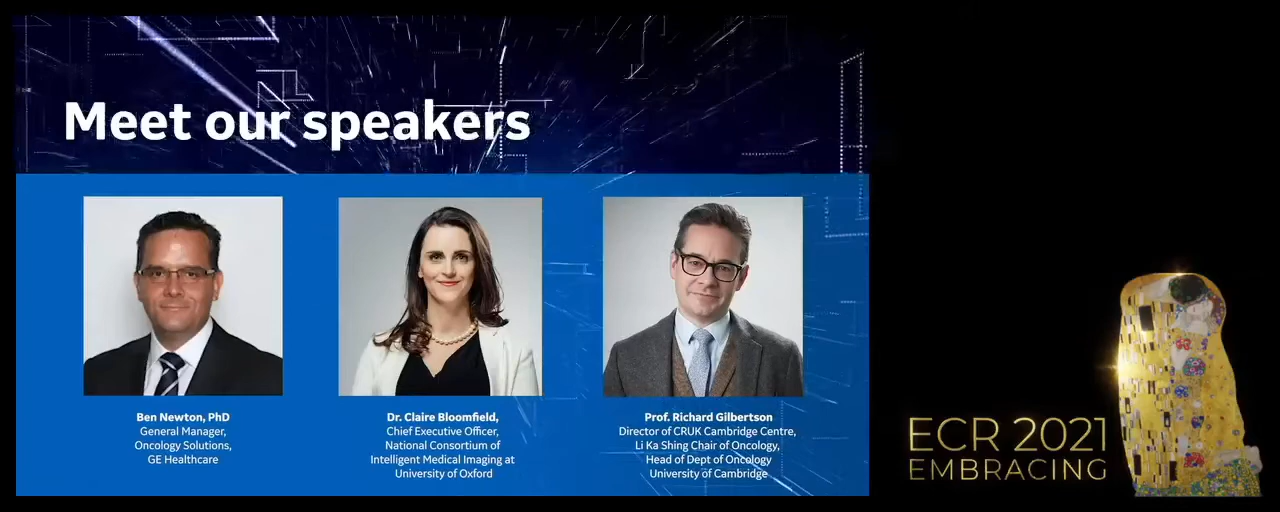 Meet our speakers
Ben Newton, PhD
General Manager,
Oncology Solutions,
GE Healthcare
Dr. Claire Bloomfield,
Chief Executive Officer,
National Consortium of
Intelligent Medical Imaging at
University of Oxford
Prof. Richard Gilbertson
Director of CRUK Cambridge Centre,
Li Ka Shing Chair of Oncology,
Head of Dept of Oncology
University of Cambridge
ECR 2021
EMBRACING